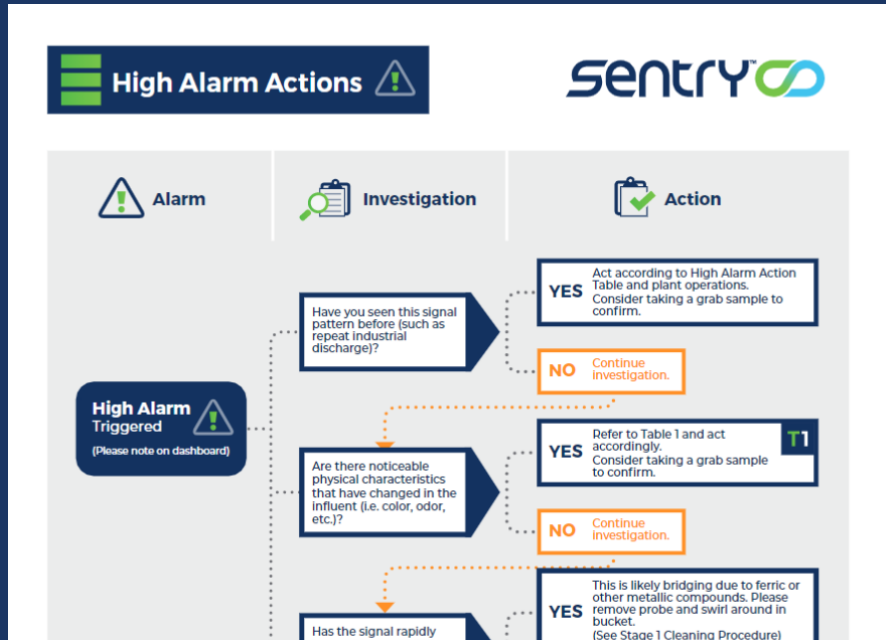 High Alarm Actions
sentry™
Alarm
Investigation
Action
Have you seen this signal
pattern before (such as
repeat industrial
discharge)?
YES
Act according to High Alarm Action
Table and plant operations.
Consider taking a grab sample to
confirm.
NO
Continue
investigation.
High Alarm
Triggered
(Please note on dashboard)
Are there noticeable
physical characteristics
that have changed in the
influent (i.e. color, odor,
etc.)?
YES
Refer to Table 1 and act
accordingly.
Consider taking a grab sample
to confirm.
T1
NO
Continue
investigation.
Has the signal rapidly
YES
This is likely bridging due to ferric or
other metallic compounds. Please
remove probe and swirl around in
bucket.
(See Stage 1 Cleaning Procedure)